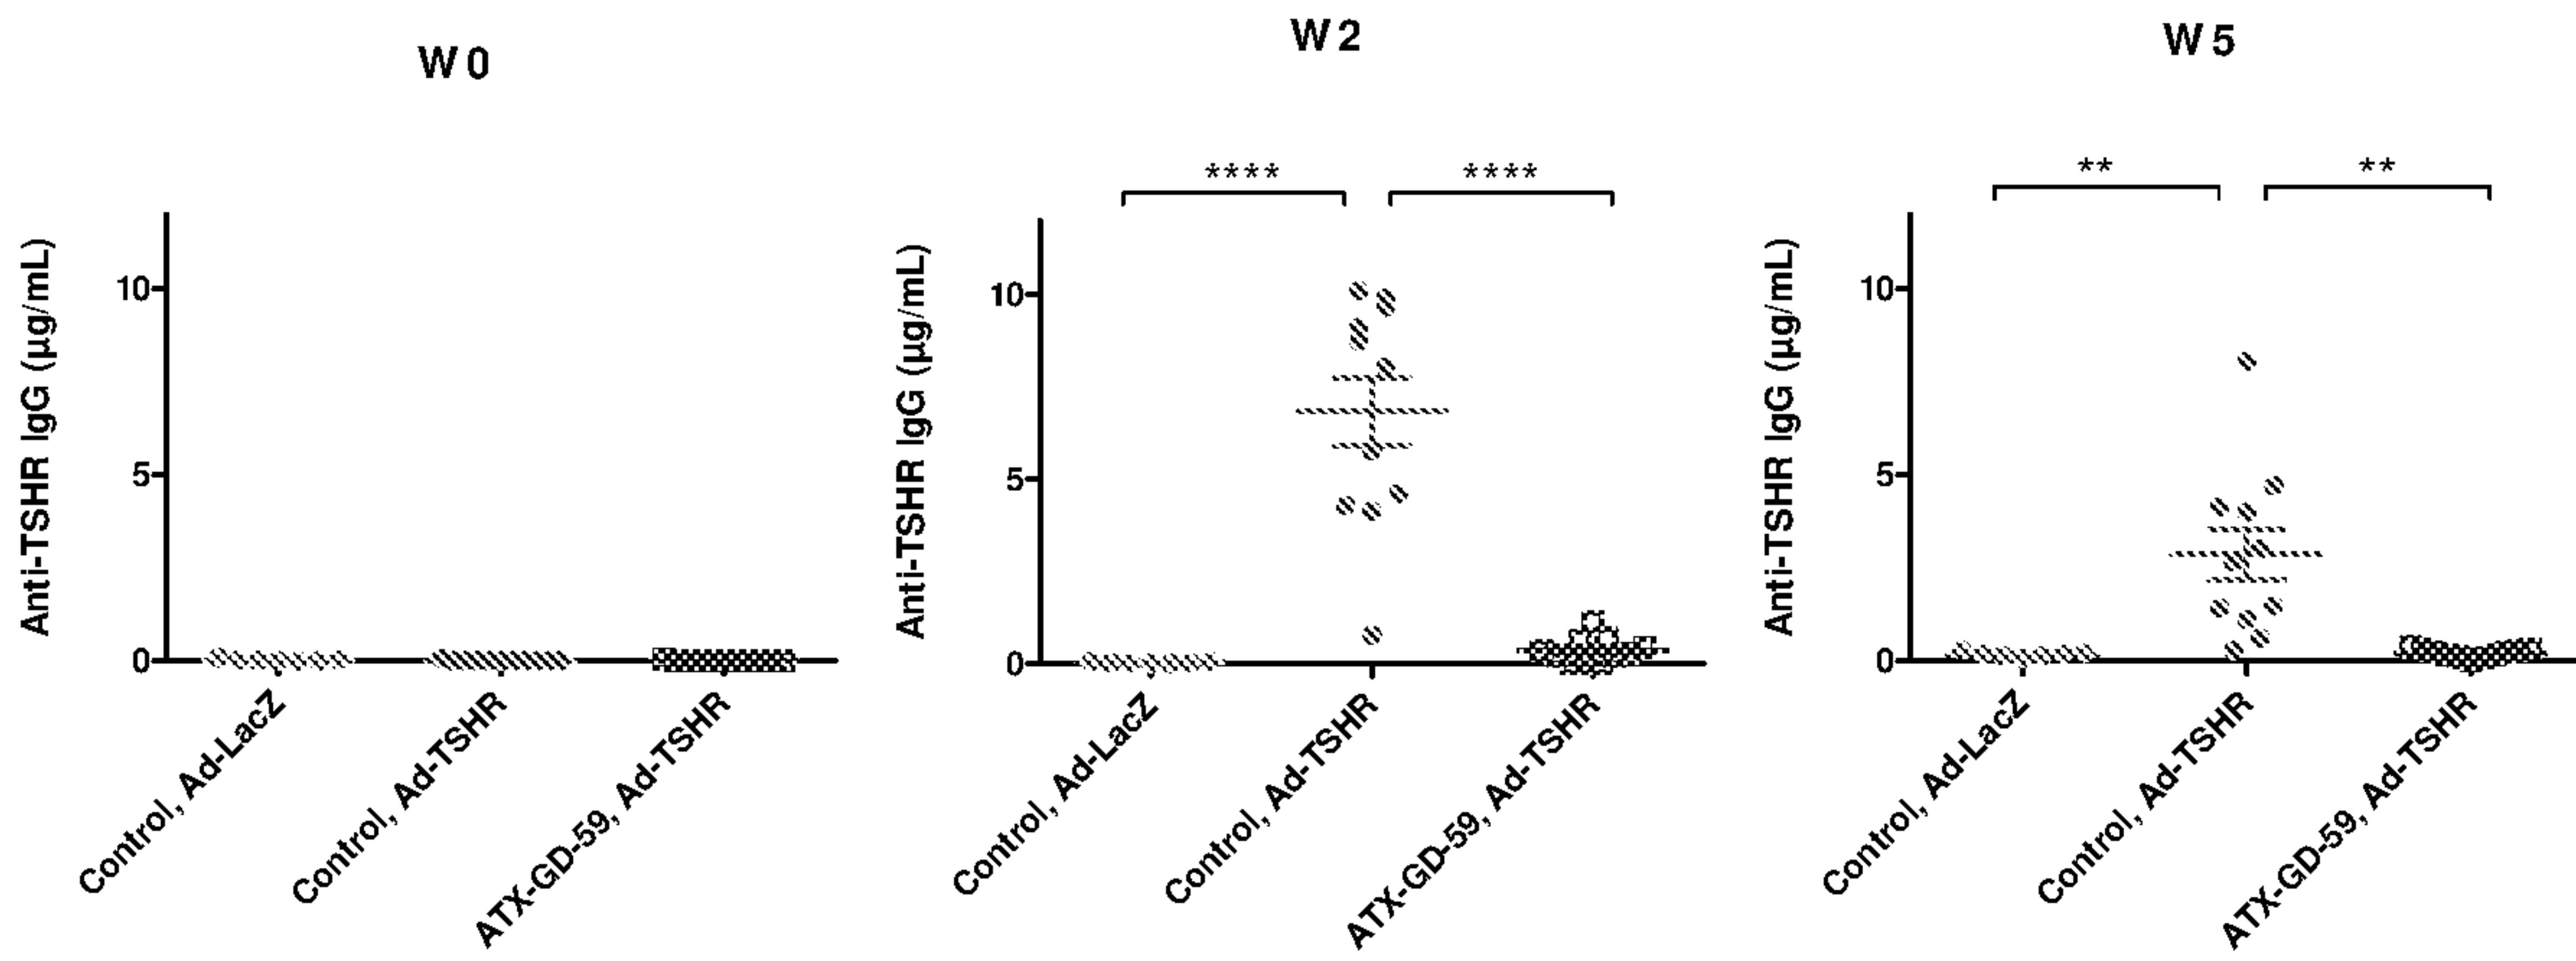 W0
Anti-TSHR IgG (µg/mL)
10
5
0
Control, Ad-LacZ
Control, Ad-TSHR
ATX-GD-59, Ad-TSHR
W2
**** ****
Anti-TSHR IgG (µg/mL)
10
5
0
Control, Ad-LacZ
Control, Ad-TSHR
ATX-GD-59, Ad-TSHR
W5
** **
Anti-TSHR IgG (µg/mL)
10
5
0
Control, Ad-LacZ
Control, Ad-TSHR
ATX-GD-59, Ad-TSHR